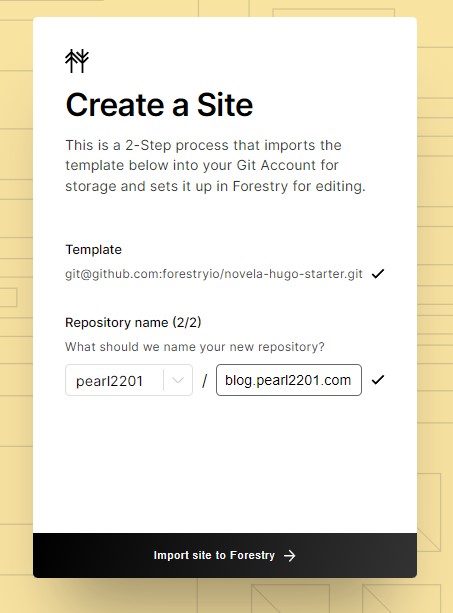 Create a Site
This is a 2-Step process that imports the
template below into your Git Account for
storage and sets it up in Forestry for editing.
Template
git@github.com:forestryio/novela-hugo-starter.git
Repository name (2/2)
What should we name your new repository?
pearl2201 / blog.pearl2201.com
Import site to Forestry